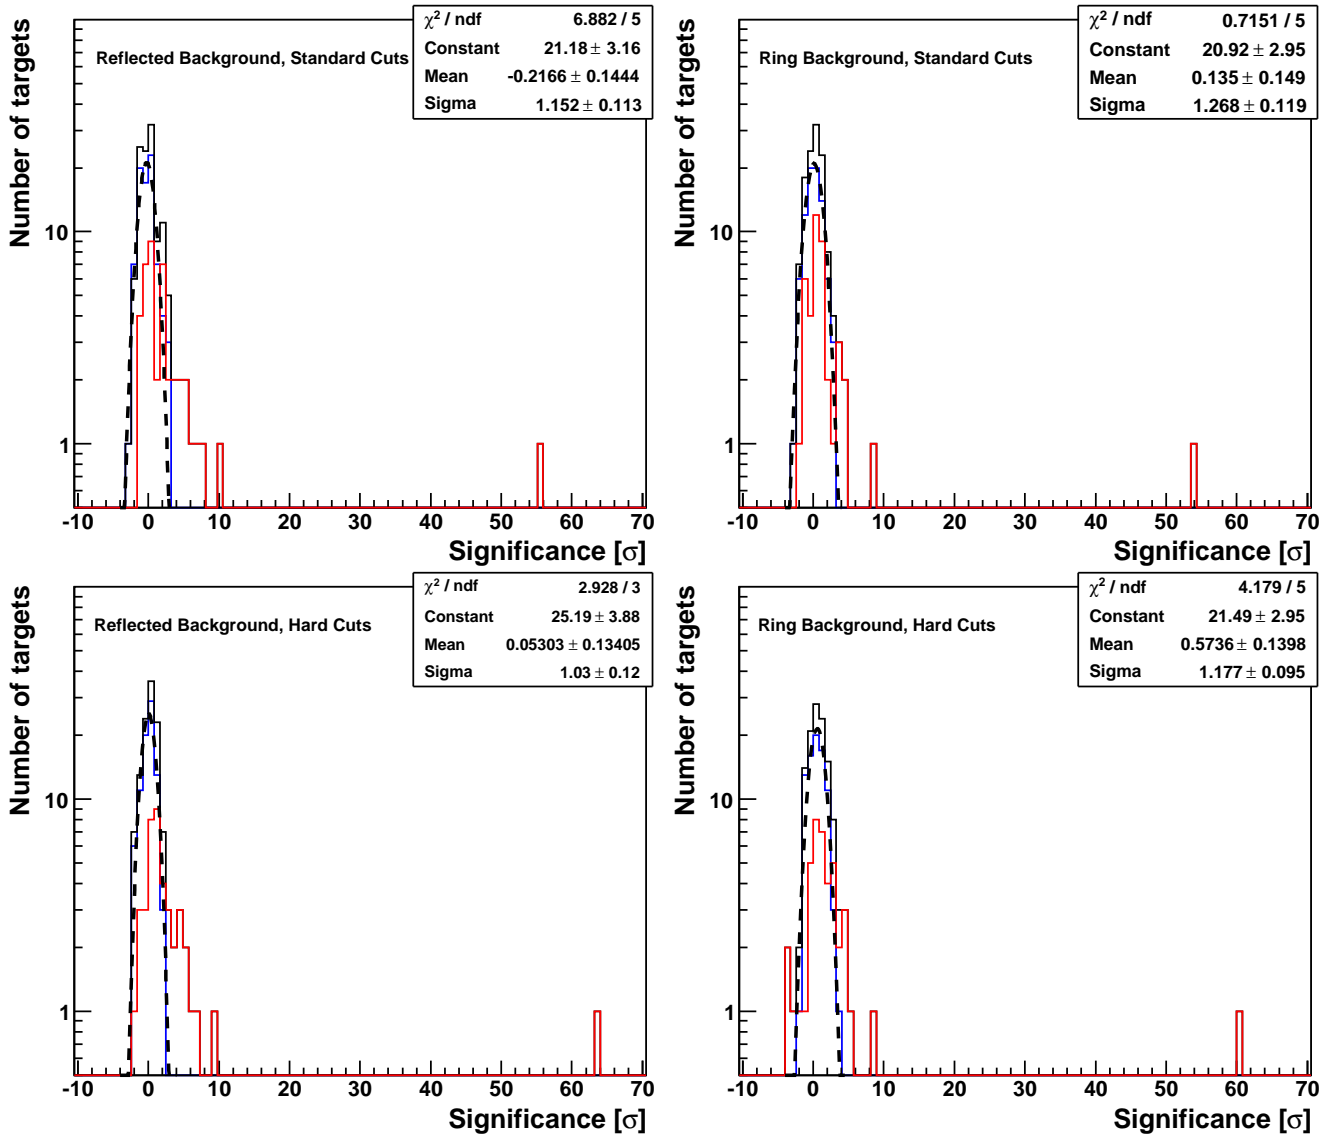 χ² / ndf 6.882 / 5
Constant 21.18 ± 3.16
Mean -0.2166 ± 0.1444
Sigma 1.152 ± 0.113
Reflected Background, Standard Cuts
Number of targets
10
1
-10 0 10 20 30 40 50 60 70
Significance [σ]
χ² / ndf 0.7151 / 5
Constant 20.92 ± 2.95
Mean 0.135 ± 0.149
Sigma 1.268 ± 0.119
Ring Background, Standard Cuts
Number of targets
10
1
-10 0 10 20 30 40 50 60 70
Significance [σ]
χ² / ndf 2.928 / 3
Constant 25.19 ± 3.88
Mean 0.05303 ± 0.13405
Sigma 1.03 ± 0.12
Reflected Background, Hard Cuts
Number of targets
10
1
-10 0 10 20 30 40 50 60 70
Significance [σ]
χ² / ndf 4.179 / 5
Constant 21.49 ± 2.95
Mean 0.5736 ± 0.1398
Sigma 1.177 ± 0.095
Ring Background, Hard Cuts
Number of targets
10
1
-10 0 10 20 30 40 50 60 70
Significance [σ]